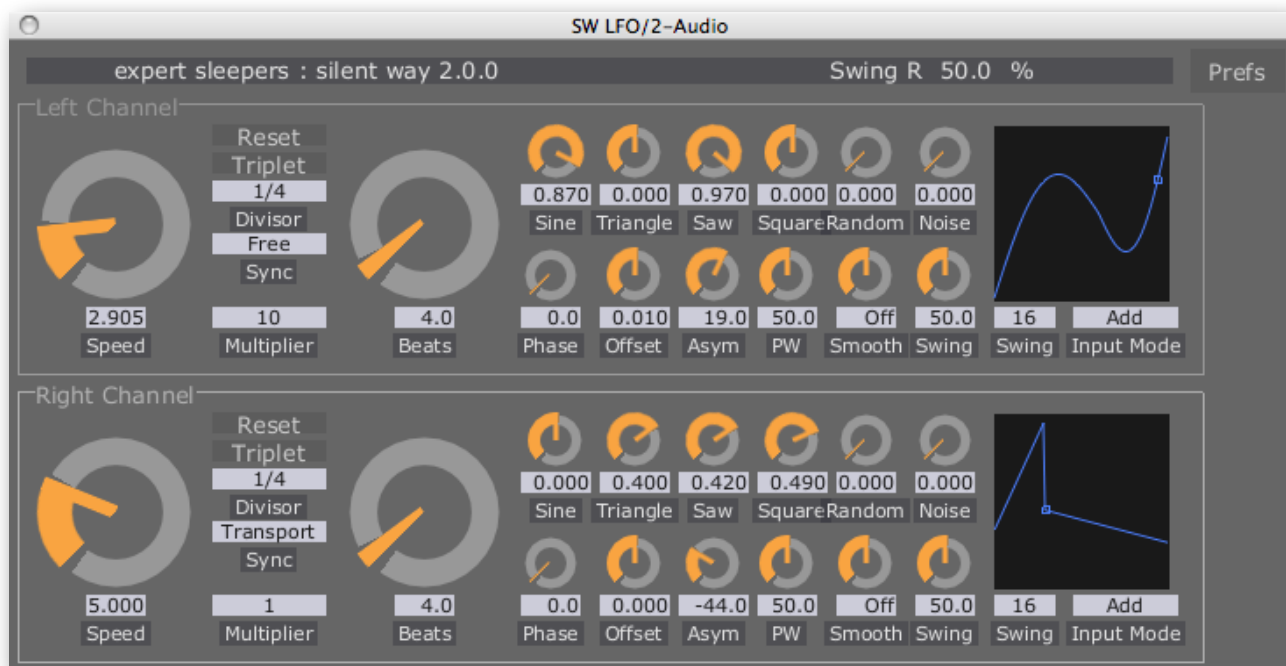 SW LFO/2-Audio
expert sleepers : silent way 2.0.0 Swing R 50.0 % Prefs
Left Channel
Reset
Triplet
1/4
Divisor
Free
Sync
2.905 10 4.0
Speed Multiplier Beats
0.870 0.000 0.970 0.000 0.000 0.000
Sine Triangle Saw Square Random Noise
0.0 0.010 19.0 50.0 Off 50.0 16 Add
Phase Offset Asym PW Smooth Swing Swing Input Mode
Right Channel
Reset
Triplet
1/4
Divisor
Transport
Sync
5.000 1 4.0
Speed Multiplier Beats
0.000 0.400 0.420 0.490 0.000 0.000
Sine Triangle Saw Square Random Noise
0.0 0.000 -44.0 50.0 Off 50.0 16 Add
Phase Offset Asym PW Smooth Swing Swing Input Mode